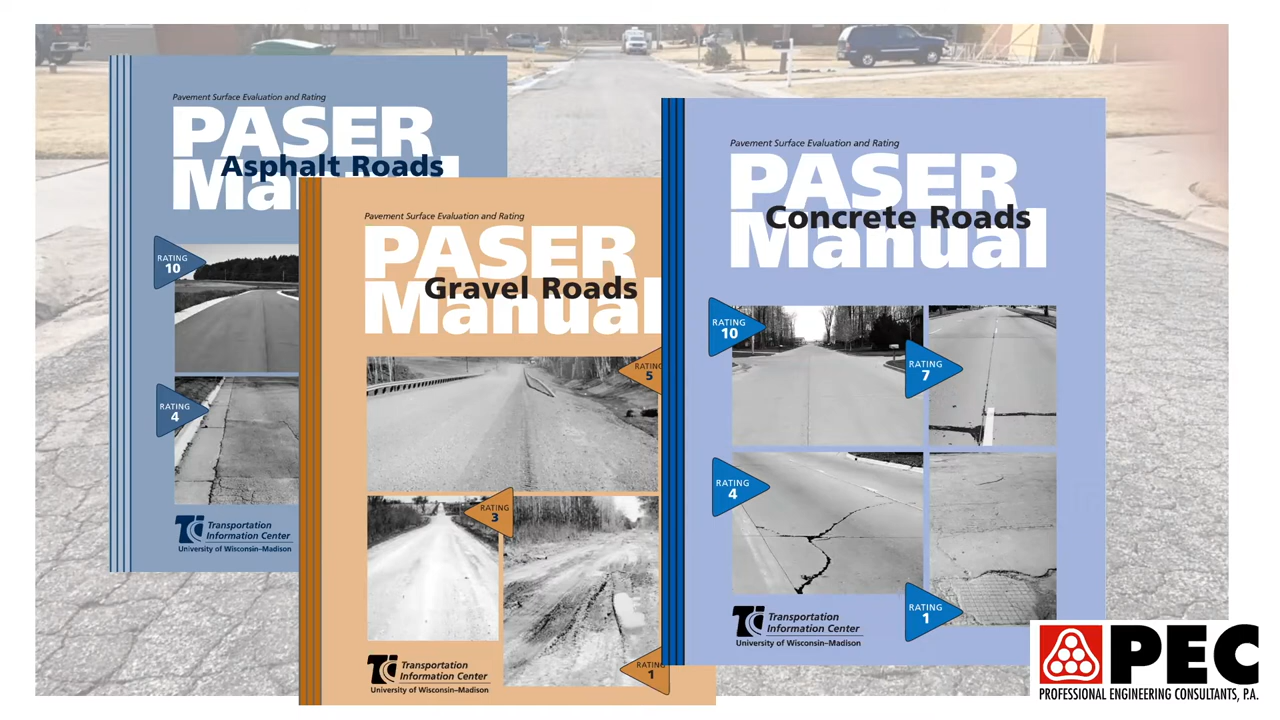 Pavement Surface Evaluation and Rating
PASER
Manual
Asphalt Roads
RATING
10
RATING
4
Transportation
Information Center
University of Wisconsin–Madison
Pavement Surface Evaluation and Rating
PASER
Manual
Gravel Roads
RATING
5
RATING
3
RATING
1
Transportation
Information Center
University of Wisconsin–Madison
Pavement Surface Evaluation and Rating
PASER
Manual
Concrete Roads
RATING
10
RATING
7
RATING
4
RATING
1
Transportation
Information Center
University of Wisconsin–Madison
PEC
PROFESSIONAL ENGINEERING CONSULTANTS, P.A.